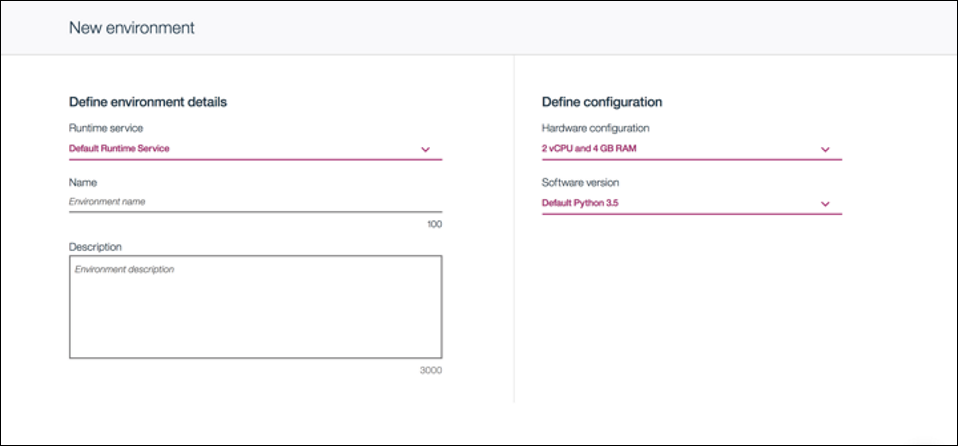 New environment
Define environment details
Runtime service
Default Runtime Service
Name
Environment name
100
Description
Environment description
3000
Define configuration
Hardware configuration
2 vCPU and 4 GB RAM
Software version
Default Python 3.5